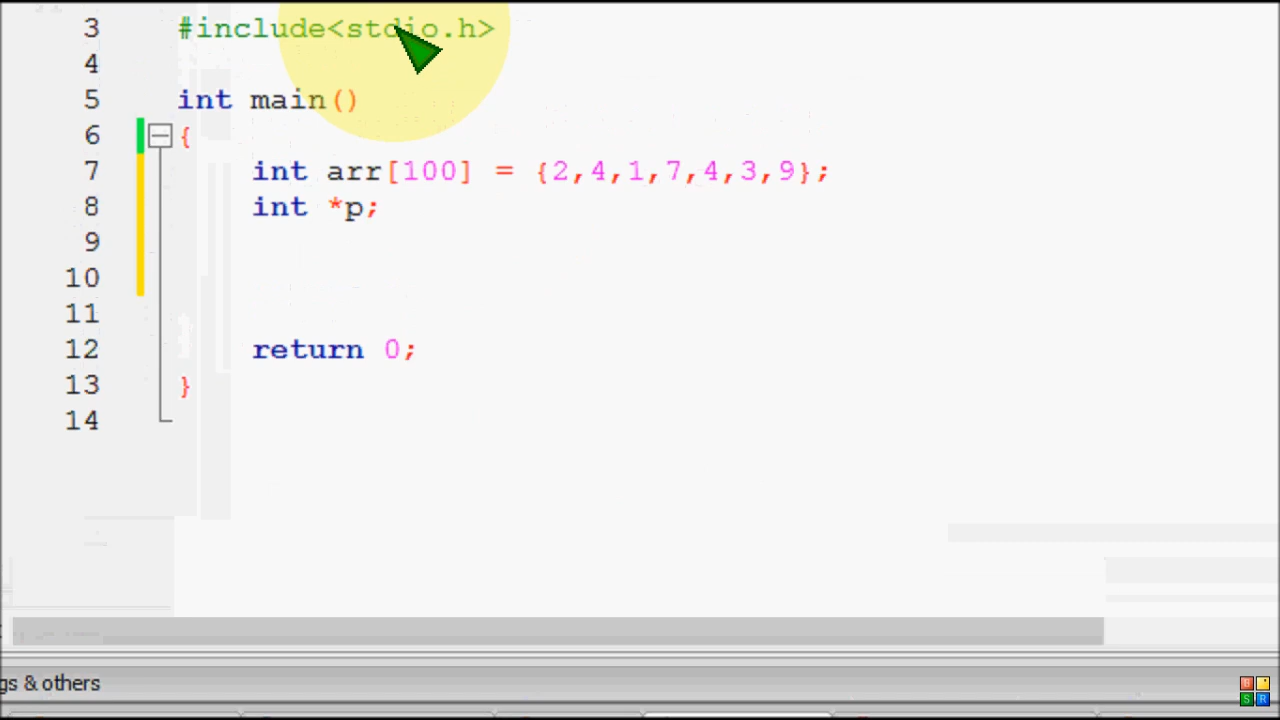 3 #include<stdio.h>
4
5 int main()
6 {
7 int arr[100] = {2,4,1,7,4,3,9};
8 int *p;
9
10
11
12 return 0;
13 }
14
gs & others